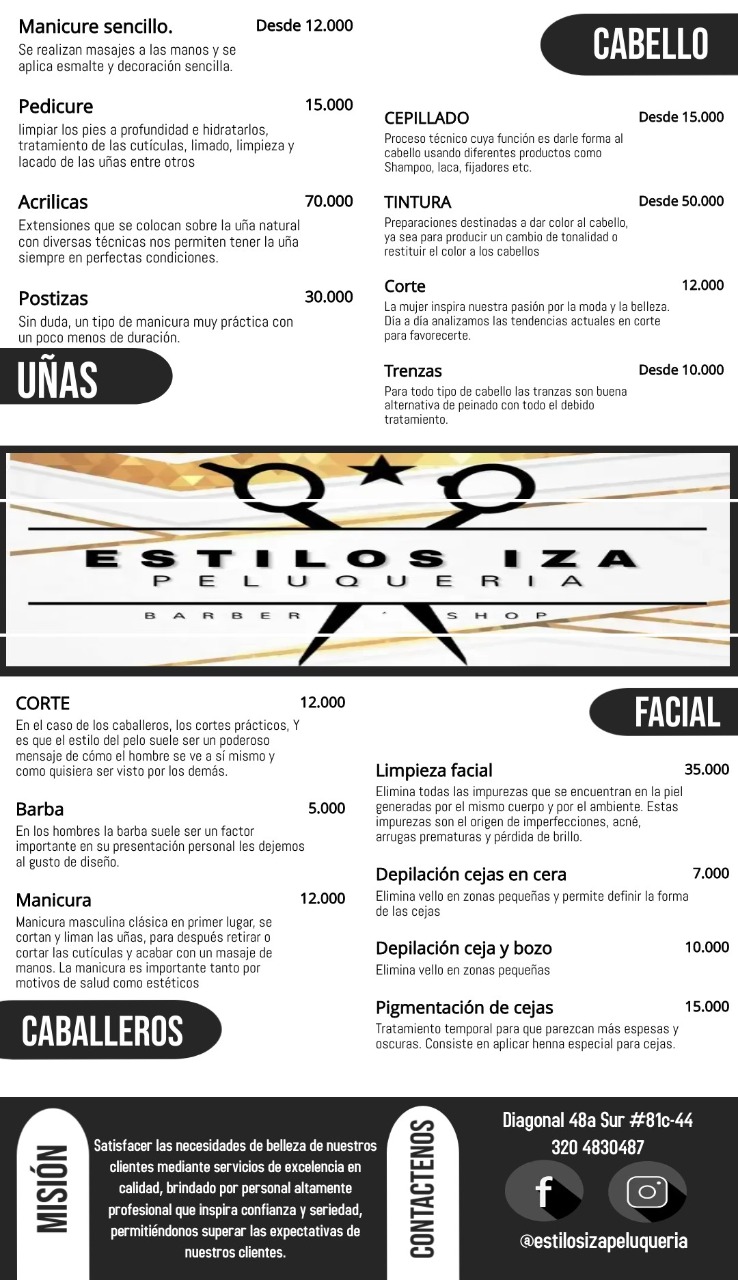 Manicure sencillo. Desde 12.000
Se realizan masajes a las manos y se
aplica esmalte y decoración sencilla.
Pedicure 15.000
limpiar los pies a profundidad e hidratarlos,
tratamiento de las cutículas, limado, limpieza y
lacado de las uñas entre otros
Acrilicas 70.000
Extensiones que se colocan sobre la uña natural
con diversas técnicas nos permiten tener la uña
siempre en perfectas condiciones.
Postizas 30.000
Sin duda, un tipo de manicura muy práctica con
un poco menos de duración.
UÑAS
CABELLO
CEPILLADO Desde 15.000
Proceso técnico cuya función es darle forma al
cabello usando diferentes productos como
Shampoo, laca, fijadores etc.
TINTURA Desde 50.000
Preparaciones destinadas a dar color al cabello,
ya sea para producir un cambio de tonalidad o
restituir el color a los cabellos
Corte 12.000
La mujer inspira nuestra pasión por la moda y la belleza.
Día a día analizamos las tendencias actuales en corte
para favorecerte.
Trenzas Desde 10.000
Para todo tipo de cabello las tranzas son buena
alternativa de peinado con todo el debido
tratamiento.
ESTILOS IZA
PELUQUERIA
BARBER ' SHOP
CORTE 12.000
En el caso de los caballeros, los cortes prácticos, Y
es que el estilo del pelo suele ser un poderoso
mensaje de cómo el hombre se ve a sí mismo y
como quisiera ser visto por los demás.
Barba 5.000
En los hombres la barba suele ser un factor
importante en su presentación personal les dejemos
al gusto de diseño.
Manicura 12.000
Manicura masculina clásica en primer lugar, se
cortan y liman las uñas, para después retirar o
cortar las cutículas y acabar con un masaje de
manos. La manicura es importante tanto por
motivos de salud como estéticos
CABALLEROS
FACIAL
Limpieza facial 35.000
Elimina todas las impurezas que se encuentran en la piel
generadas por el mismo cuerpo y por el ambiente. Estas
impurezas son el origen de imperfecciones, acné,
arrugas prematuras y pérdida de brillo.
Depilación cejas en cera 7.000
Elimina vello en zonas pequeñas y permite definir la forma
de las cejas
Depilación ceja y bozo 10.000
Elimina vello en zonas pequeñas
Pigmentación de cejas 15.000
Tratamiento temporal para que parezcan más espesas y
oscuras. Consiste en aplicar henna especial para cejas.
MISIÓN
Satisfacer las necesidades de belleza de nuestros
clientes mediante servicios de excelencia en
calidad, brindado por personal altamente
profesional que inspira confianza y seriedad,
permitiéndonos superar las expectativas de
nuestros clientes.
CONTACTENOS
Diagonal 48a Sur #81c-44
320 4830487
f
@estilosizapeluqueria